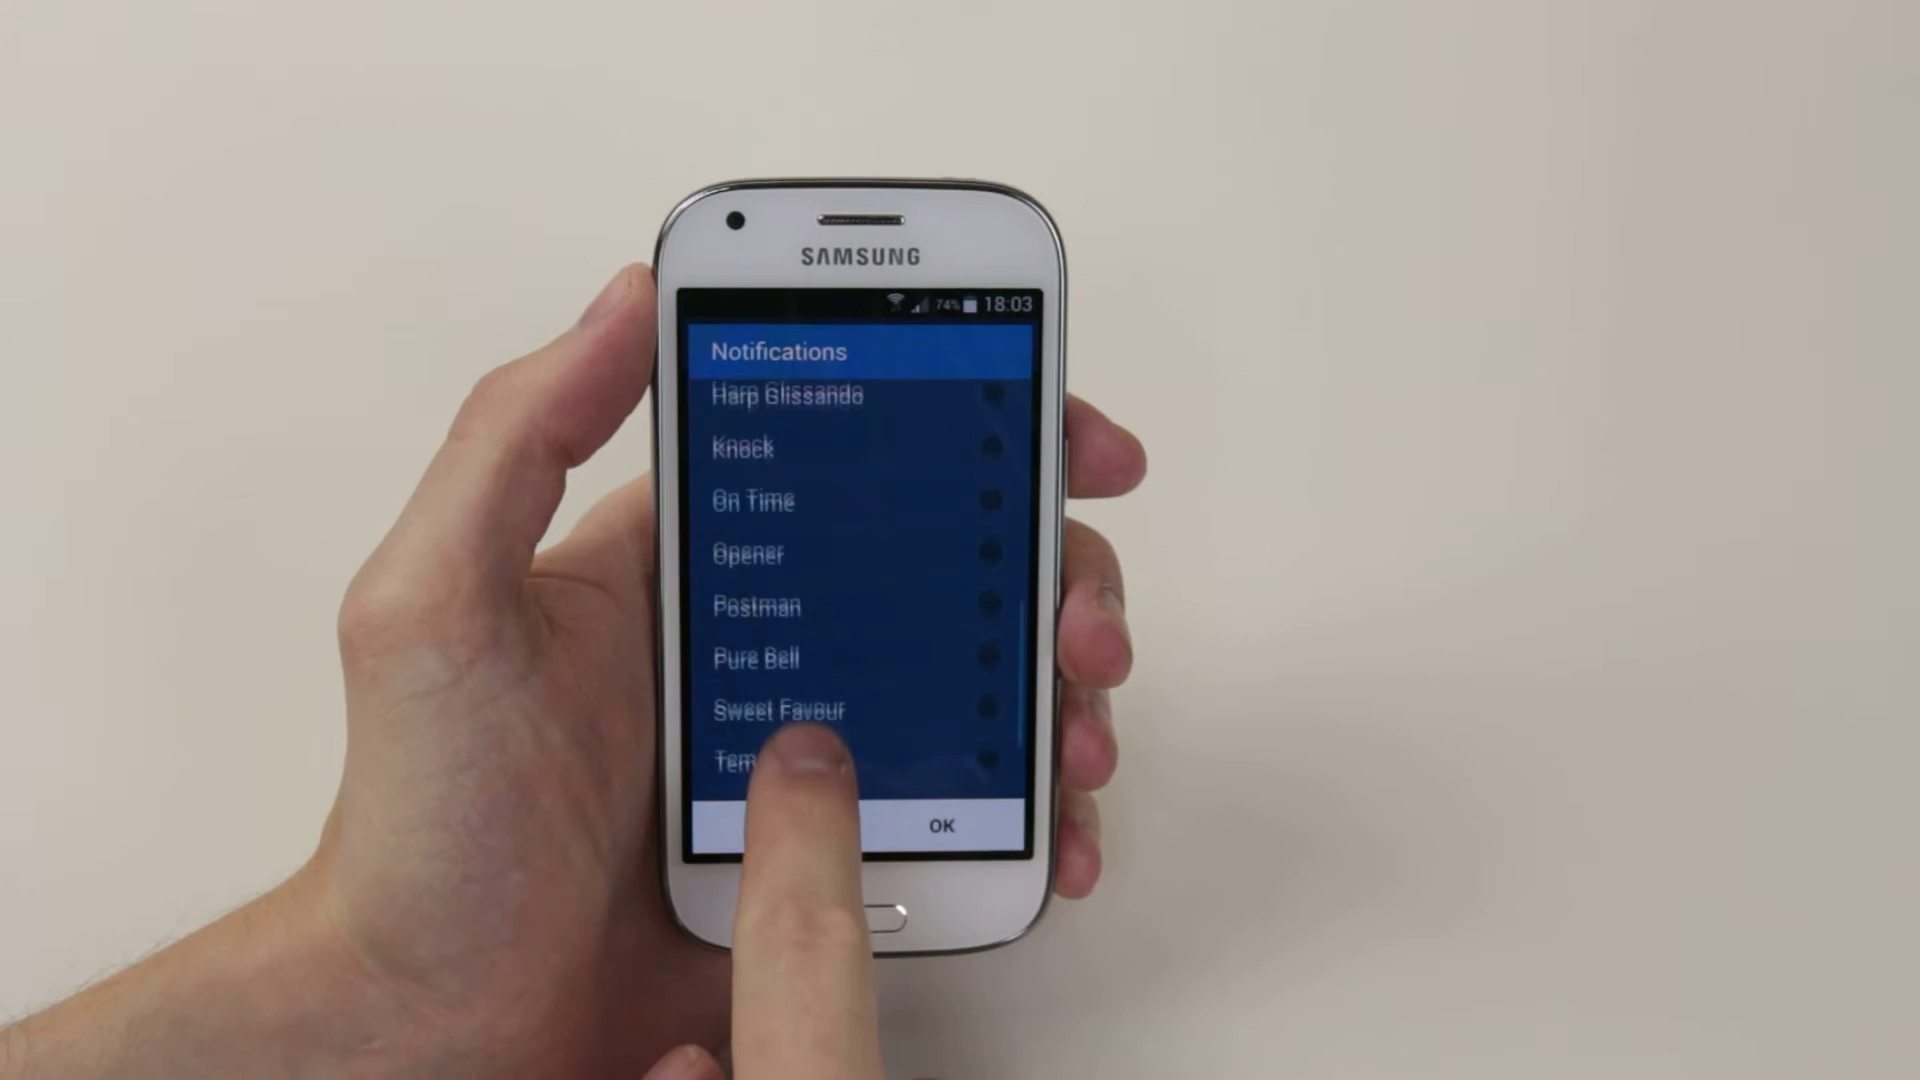 SAMSUNG
74% 18:03
Notifications
Harp Glissando
Knock
On Time
Opener
Postman
Pure Bell
Sweet Favour
OK